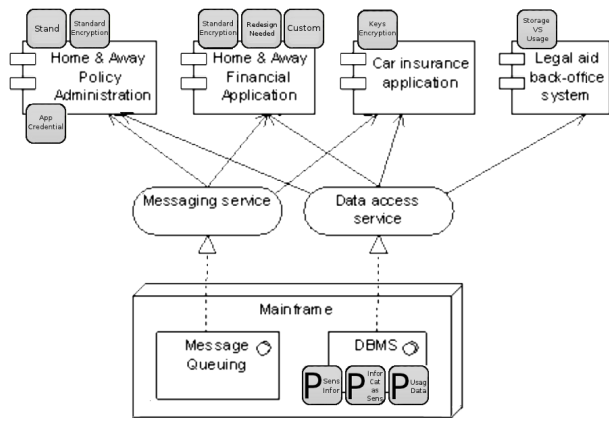 Stand
Standard
Encryption
Standard
Encryption
Redesign
Needed
Custom
Keys
Encryption
Storage
VS
Usage
Home & Away
Policy
Administration
Home & Away
Financial
Application
Car insurance
application
Legal aid
back-office
system
App
Credential
Messaging service
Data access
service
Mainframe
Message
Queuing
DBMS
P Sens
Infor
P Infor
Cat
as
Sens
P Usag
Data